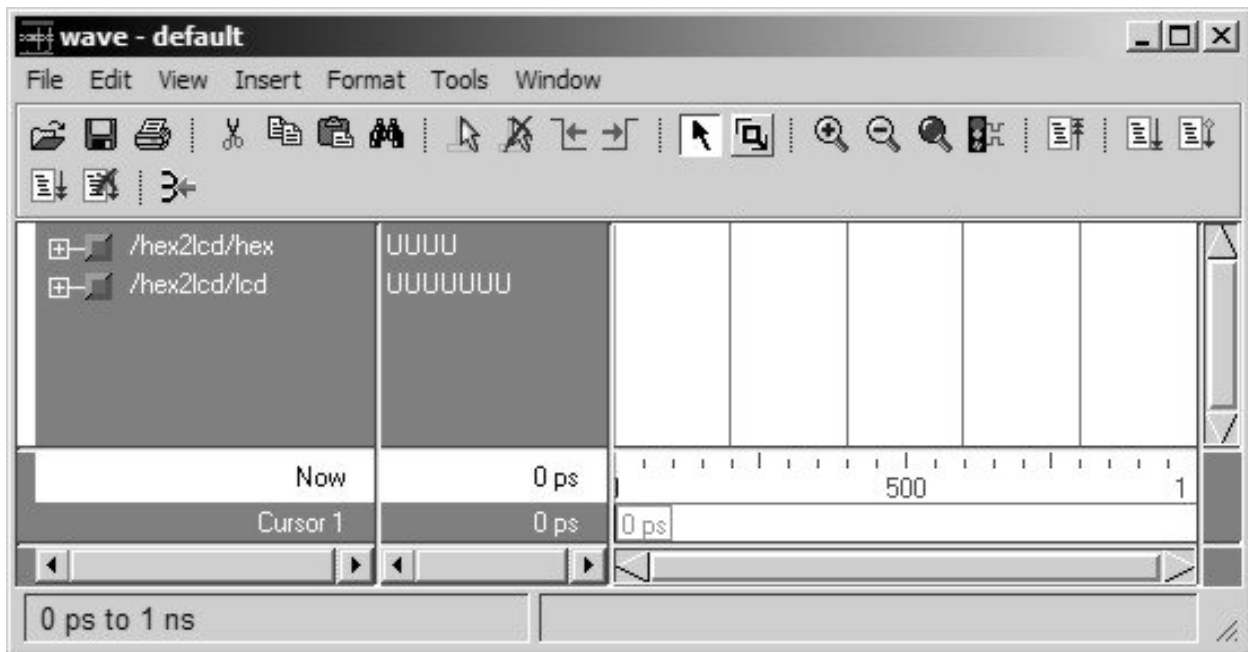 wave - default
File Edit View Insert Format Tools Window
/hex2lcd/hex UUUU
/hex2lcd/lcd UUUUUUU
Now 0 ps 500 1
Cursor 1 0 ps 0 ps
0 ps to 1 ns